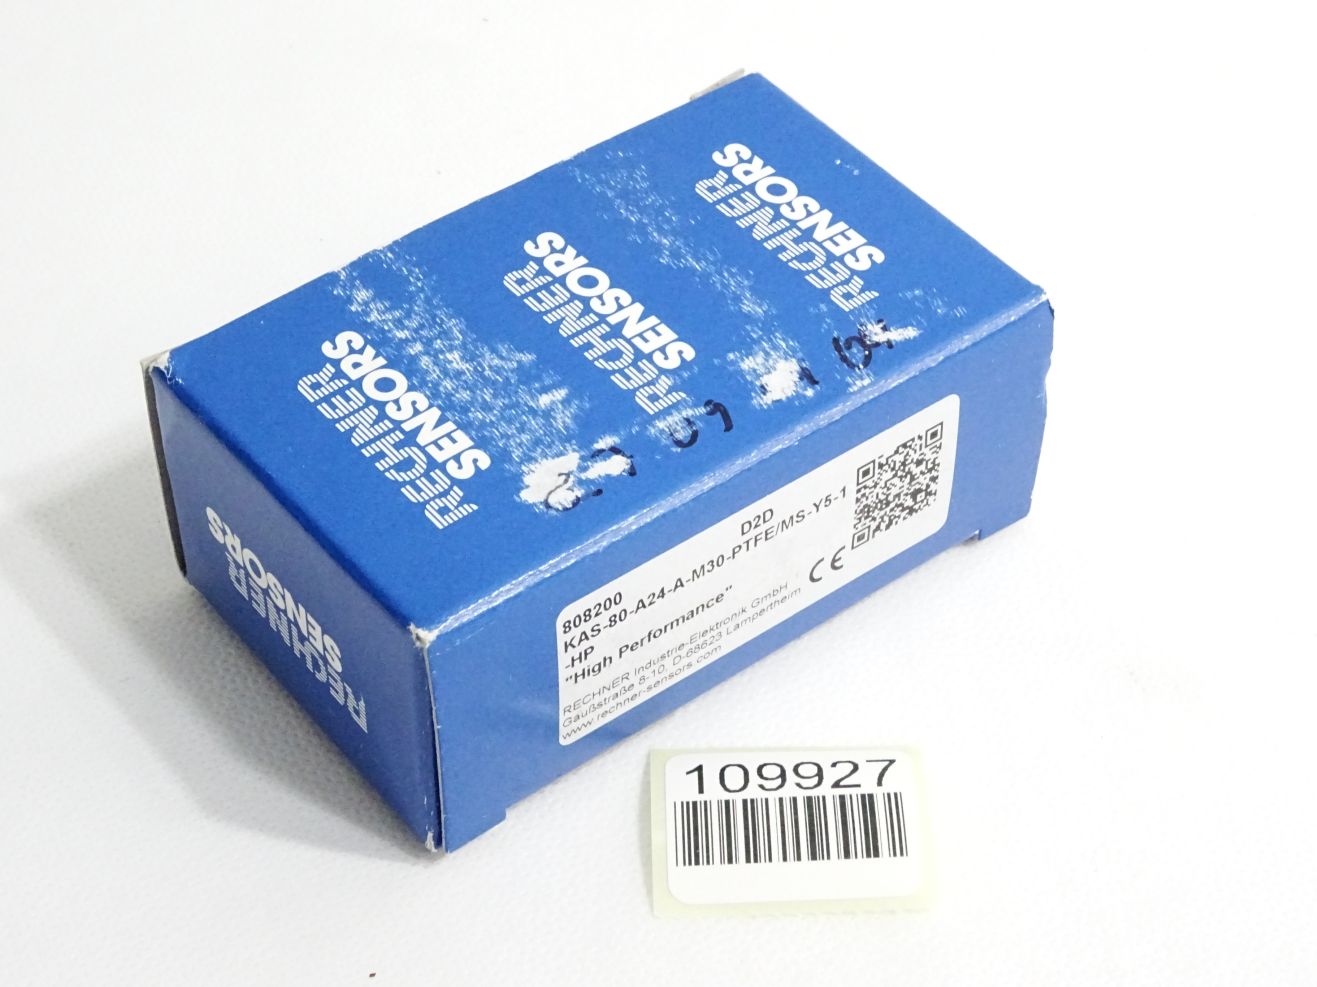 RECHNER
SENSORS
RECHNER
SENSORS
RECHNER
SENSORS
RECHNER
SENSORS
D2D
808200
KAS-80-A24-A-M30-PTFE/MS-Y5-1
-HP
"High Performance"
CE
RECHNER Industrie-Elektronik GmbH
Gaußstraße 8-10, D-68623 Lampertheim
www.rechner-sensors.com
109927